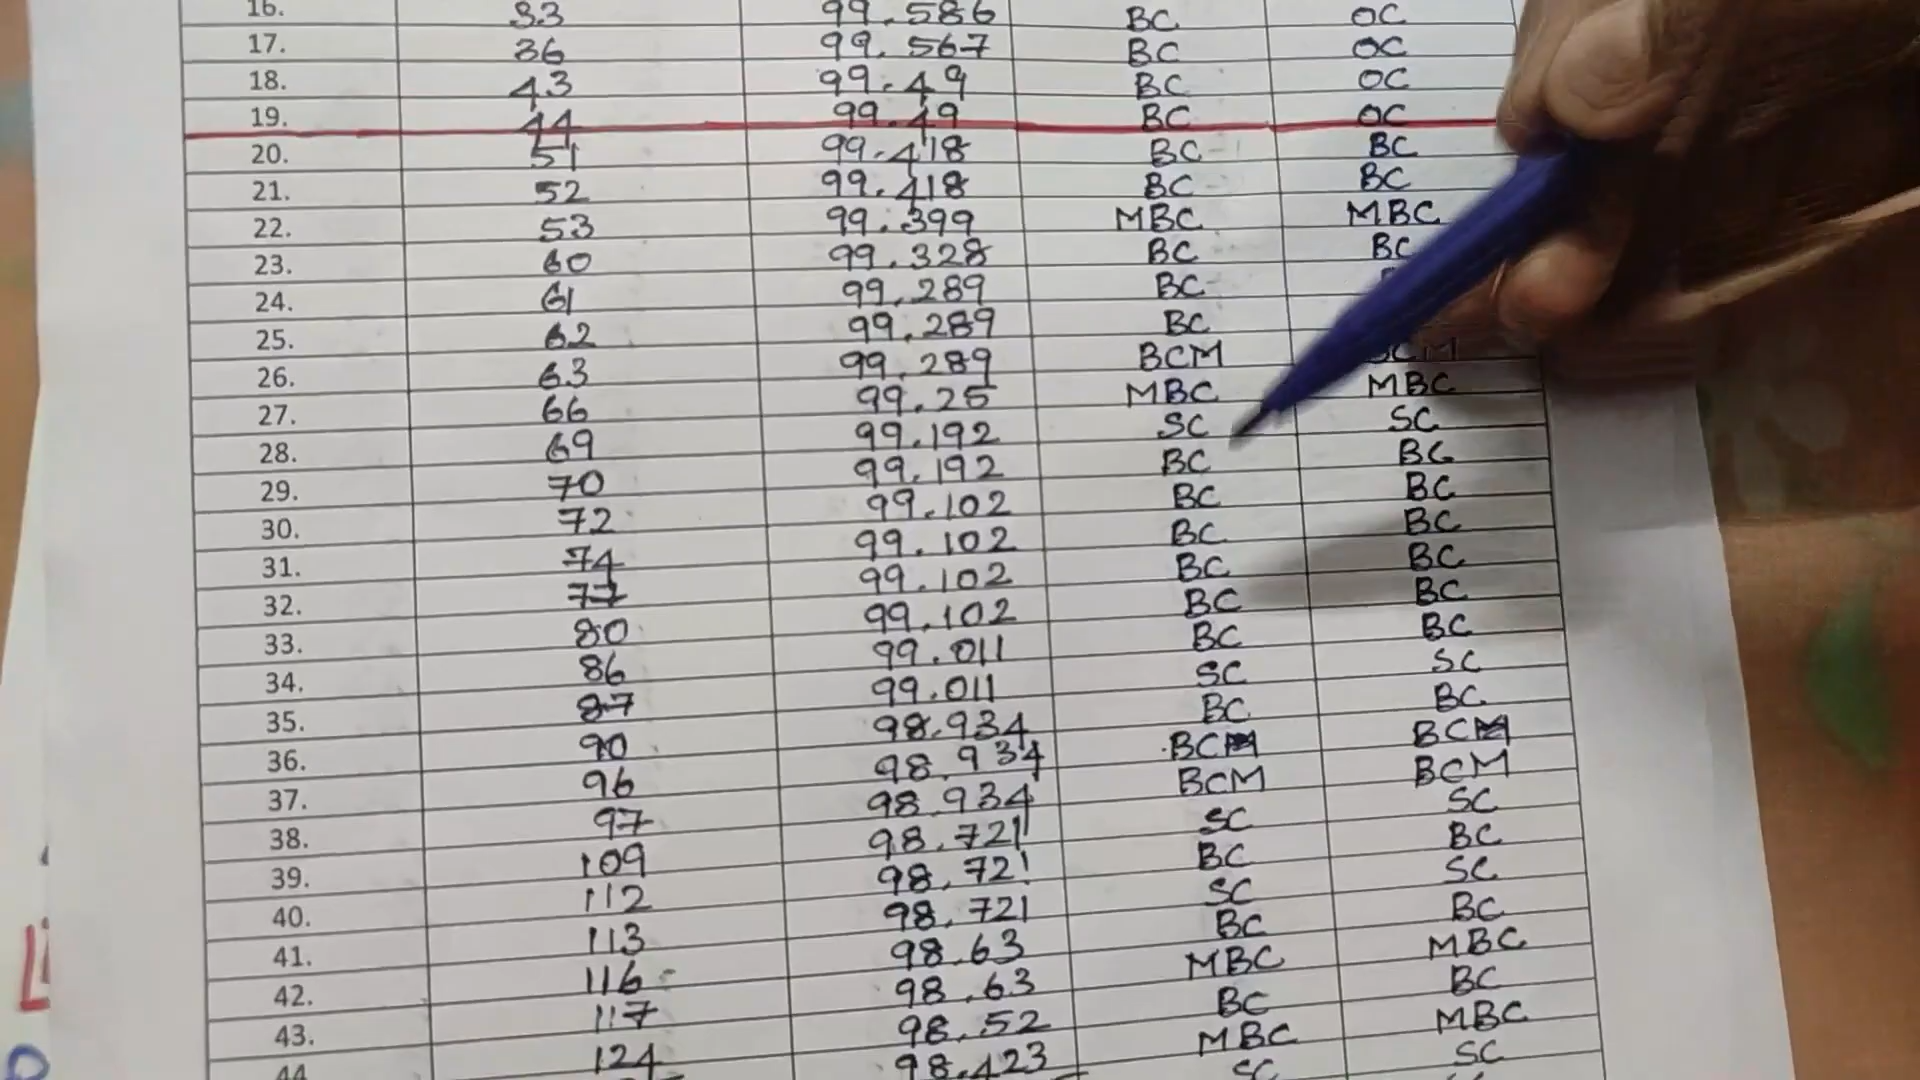 16. 33 99.586 BC OC
17. 36 99.567 BC OC
18. 43 99.49 BC OC
19. 44 99.49 BC OC
20. 51 99.418 BC BC
21. 52 99.418 BC BC
22. 53 99.399 MBC MBC
23. 60 99.328 BC BC
24. 61 99.289 BC
25. 62 99.289 BC
26. 63 99.289 BCM BCM
27. 66 99.25 MBC MBC
28. 69 99.192 SC SC
29. 70 99.192 BC BC
30. 72 99.102 BC BC
31. 74 99.102 BC BC
32. 77 99.102 BC BC
33. 80 99.102 BC BC
34. 86 99.011 BC BC
35. 87 99.011 SC SC
36. 90 98.934 BC BC
37. 96 98.934 BCM BCM
38. 97 98.934 BCM BCM
39. 109 98.721 SC SC
40. 112 98.721 BC BC
41. 113 98.721 SC SC
42. 116 98.63 BC BC
43. 117 98.63 MBC MBC
44. 124 98.52 BC BC
98.423 MBC MBC
SC SC